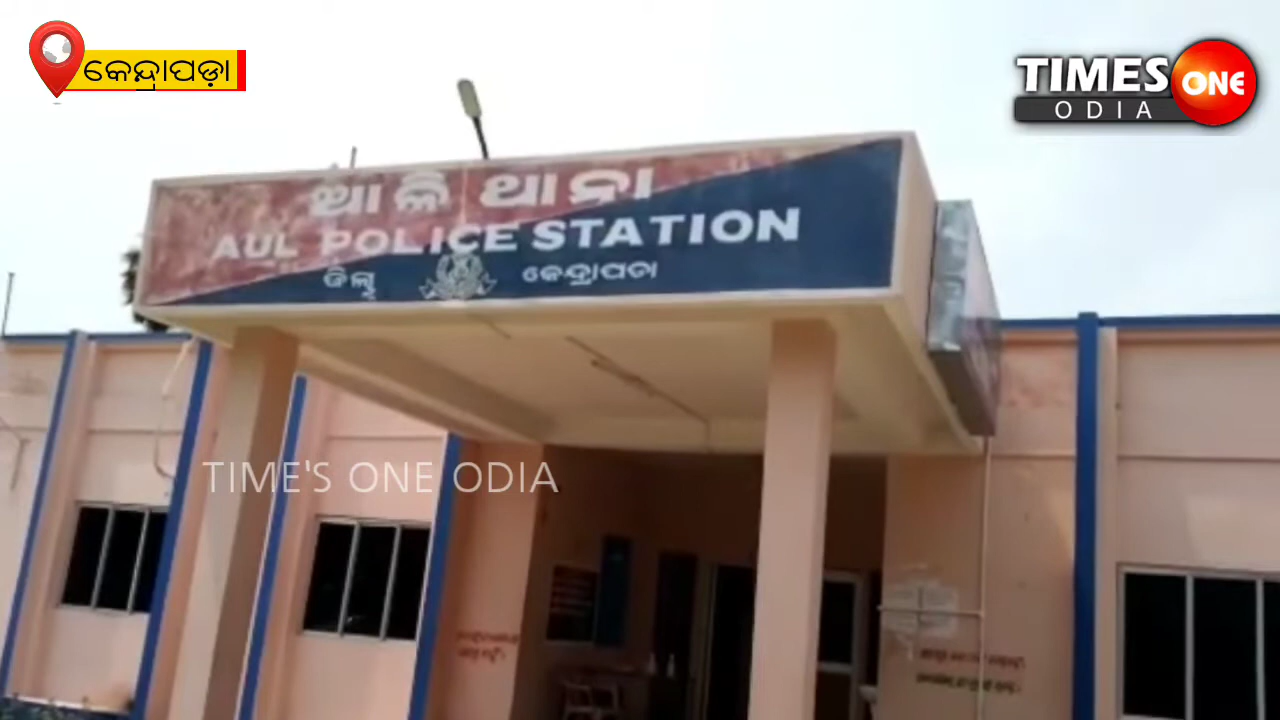 କେନ୍ଦ୍ରାପଡ଼ା
TIMES ONE
ODIA
ଆଳି ଥାନା
AUL POLICE STATION
ଜିଲ୍ଲା କେନ୍ଦ୍ରାପଡା
TIME'S ONE ODIA